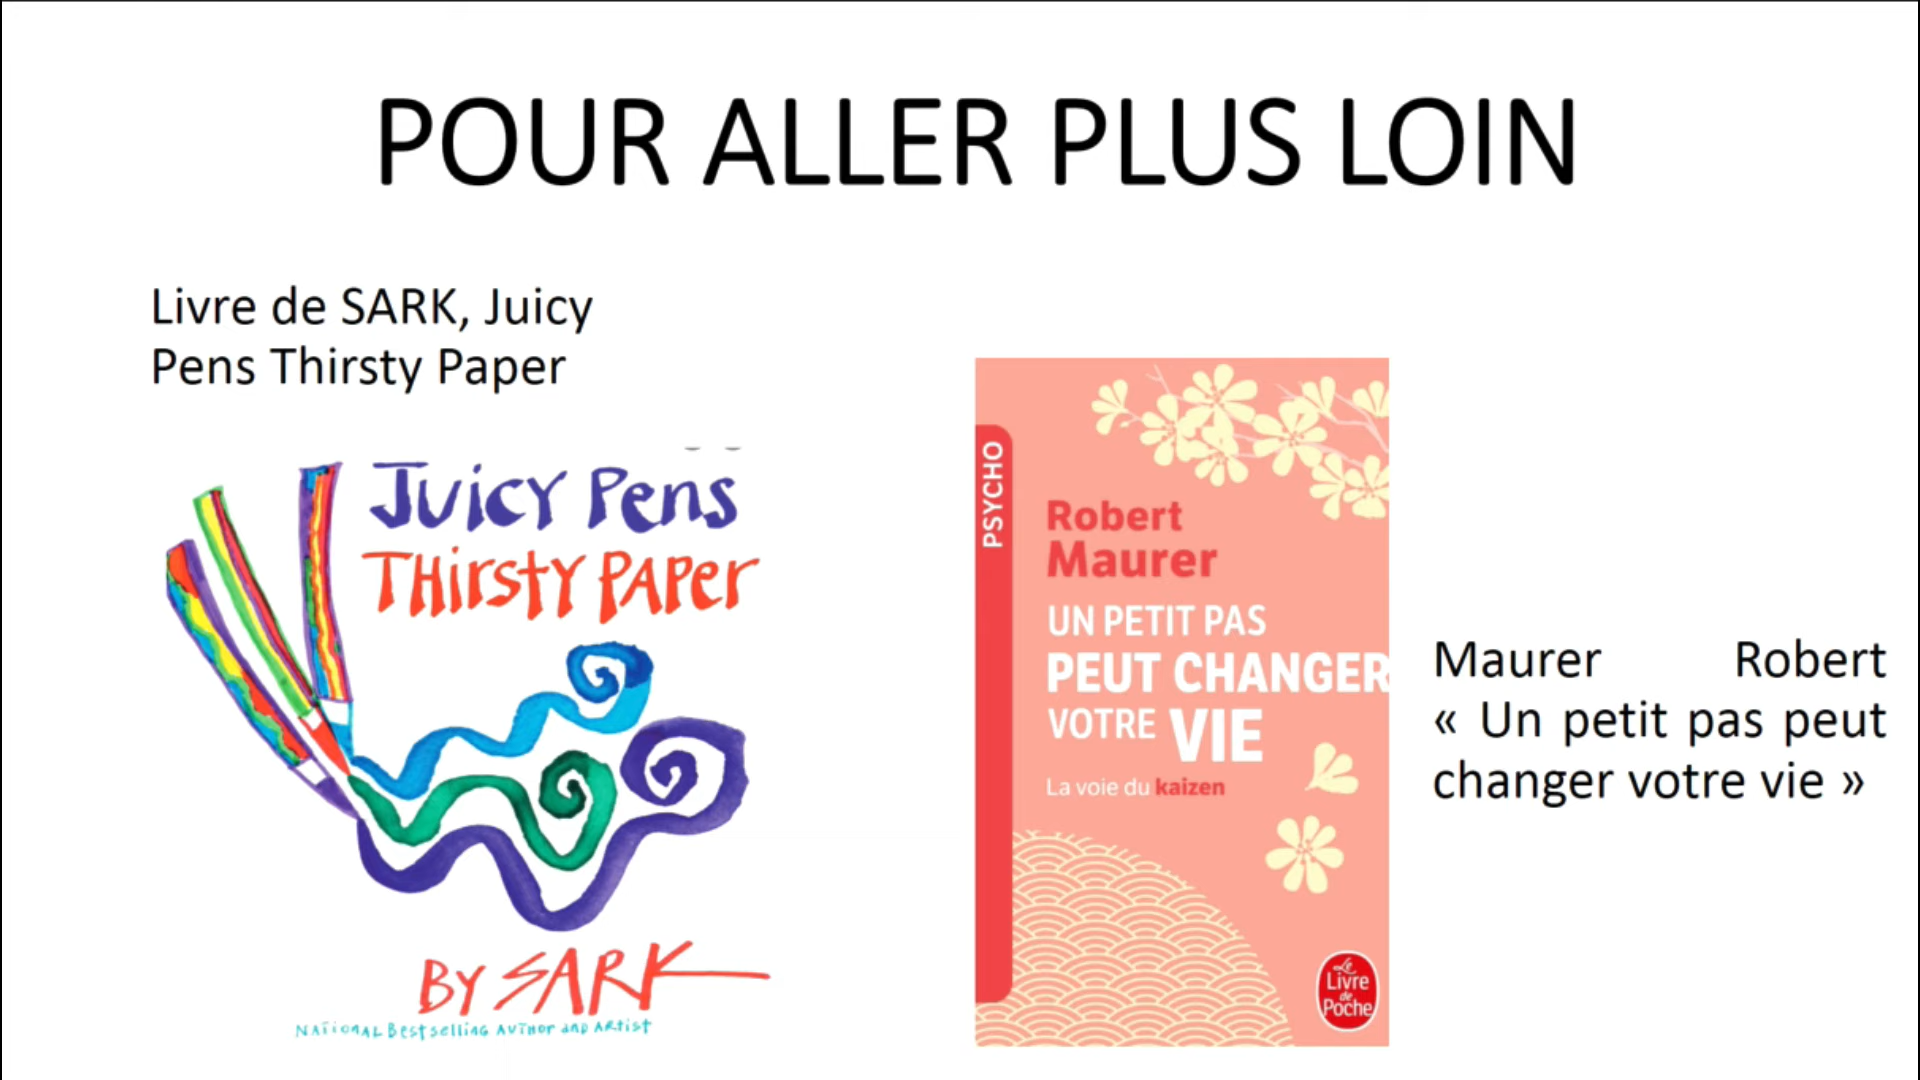 POUR ALLER PLUS LOIN
Livre de SARK, Juicy
Pens Thirsty Paper
Juicy Pens
Thirsty Paper
By SARK
National Bestselling Author and Artist
PSYCHO
Robert
Maurer
UN PETIT PAS
PEUT CHANGER
VOTRE VIE
La voie du kaizen
Le
Livre
de
Poche
Maurer Robert
« Un petit pas peut
changer votre vie »